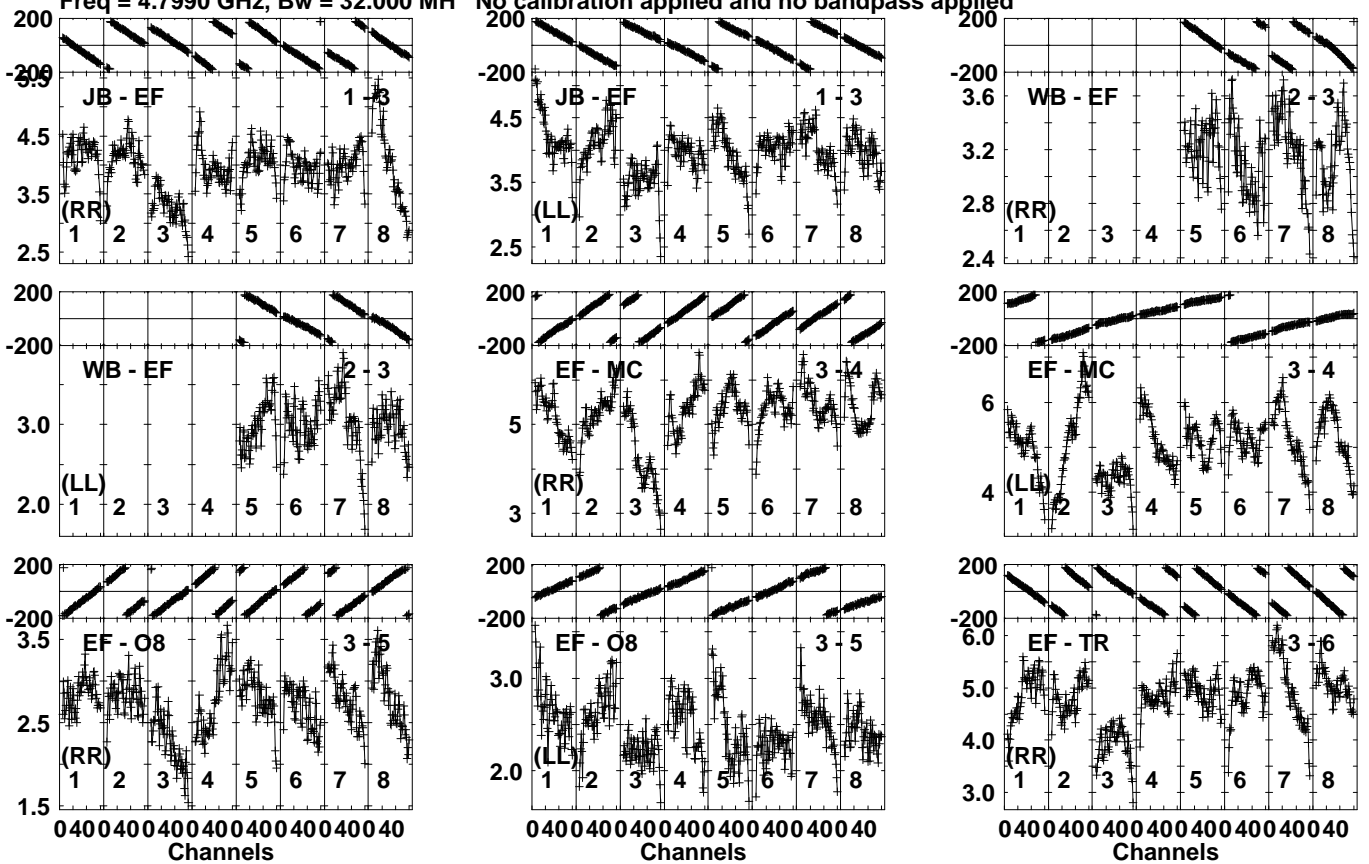 Freq = 4.7990 GHz, Bw = 32.000 MH No calibration applied and no bandpass applied
200 200 200
-200 -200 -200
JB - EF 1 - 3 JB - EF 1 - 3 WB - EF 2 - 3
4.5 4.5 3.6
3.5 3.5 3.2
2.5 2.5 2.8
2.4
(RR) (LL) (RR)
1 2 3 4 5 6 7 8 1 2 3 4 5 6 7 8 1 2 3 4 5 6 7 8
200 200 200
-200 -200 -200
WB - EF 2 - 3 EF - MC 3 - 4 EF - MC 3 - 4
3.0 5 6
2.0 3 4
(LL) (RR) (LL)
1 2 3 4 5 6 7 8 1 2 3 4 5 6 7 8 1 2 3 4 5 6 7 8
200 200 200
-200 -200 -200
EF - O8 3 - 5 EF - O8 3 - 5 EF - TR 3 - 6
3.5 3.0 6.0
2.5 2.0 5.0
1.5 4.0
3.0
(RR) (LL) (RR)
1 2 3 4 5 6 7 8 1 2 3 4 5 6 7 8 1 2 3 4 5 6 7 8
0 40 0 40 0 40 0 40 0 40 0 40 0 40 0 40 0 40 0 40 0 40 0 40 0 40 0 40 0 40 0 40 0 40 0 40 0 40 0 40 0 40 0 40 0 40 0 40
Channels Channels Channels